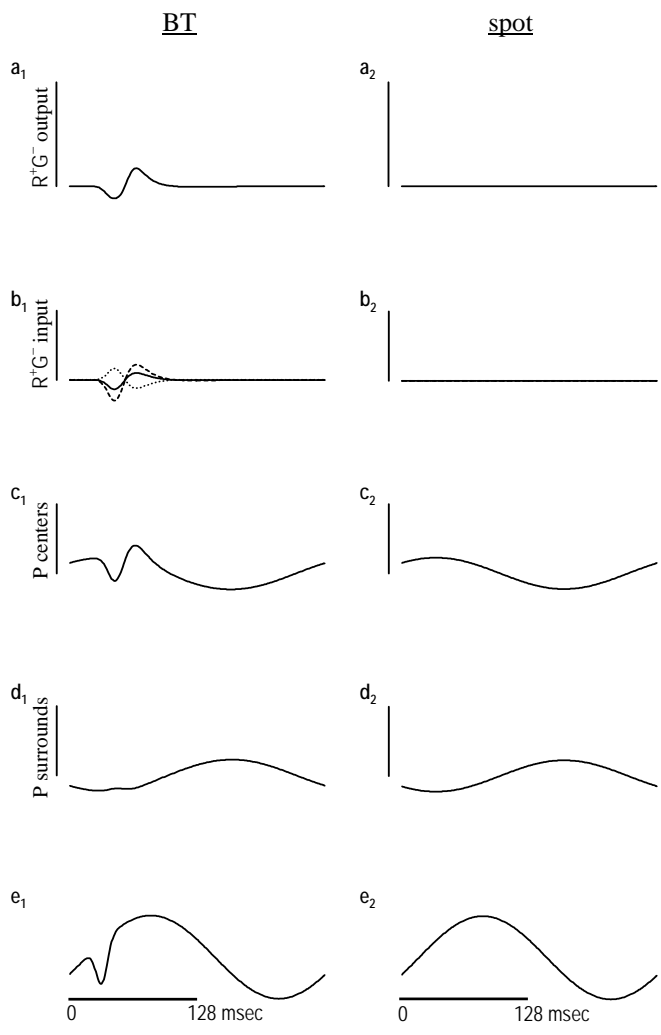 BT spot
a1 a2
R+G− output
b1 b2
R+G− input
c1 c2
P centers
d1 d2
P surrounds
e1 e2
0 128 msec 0 128 msec